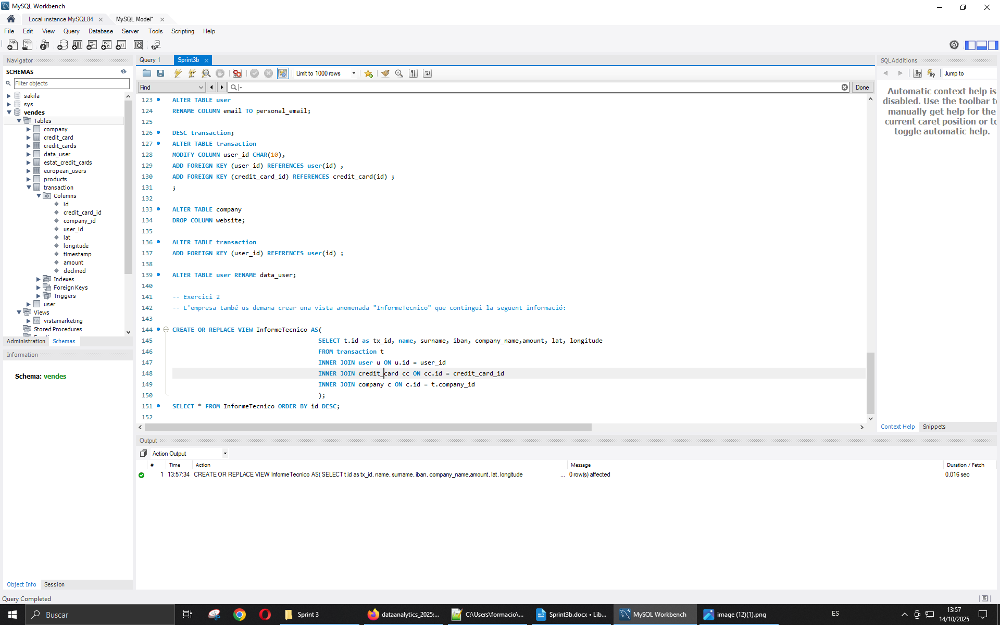 MySQL Workbench
Local instance MySQL84
MySQL Model*
File Edit View Query Database Server Tools Scripting Help
Navigator
SCHEMAS
Filter objects
sakila
sys
vendes
Tables
company
credit_card
credit_cards
data_user
estat_credit_cards
european_users
products
transaction
Columns
id
credit_card_id
company_id
user_id
lat
longitude
timestamp
amount
declined
Indexes
Foreign Keys
Triggers
user
Views
vistamarketing
Stored Procedures
Administration Schemas
Information
Schema: vendes
Object Info Session
Query 1 Sprint3b
Limit to 1000 rows
Find Done
123 ALTER TABLE user
124 RENAME COLUMN email TO personal_email;
125
126 DESC transaction;
127 ALTER TABLE transaction
128 MODIFY COLUMN user_id CHAR(10),
129 ADD FOREIGN KEY (user_id) REFERENCES user(id) ,
130 ADD FOREIGN KEY (credit_card_id) REFERENCES credit_card(id) ;
131 ;
132
133 ALTER TABLE company
134 DROP COLUMN website;
135
136 ALTER TABLE transaction
137 ADD FOREIGN KEY (user_id) REFERENCES user(id) ;
138
139 ALTER TABLE user RENAME data_user;
140
141 -- Exercici 2
142 -- L'empresa també us demana crear una vista anomenada "InformeTecnico" que contingui la següent informació:
143
144 CREATE OR REPLACE VIEW InformeTecnico AS(
145 SELECT t.id as tx_id, name, surname, iban, company_name,amount, lat, longitude
146 FROM transaction t
147 INNER JOIN user u ON u.id = user_id
148 INNER JOIN credit_card cc ON cc.id = credit_card_id
149 INNER JOIN company c ON c.id = t.company_id
150 );
151 SELECT * FROM InformeTecnico ORDER BY id DESC;
152
SQLAdditions
Jump to
Automatic context help is
disabled. Use the toolbar to
manually get help for the
current caret position or to
toggle automatic help.
Context Help Snippets
Output
Action Output
# Time Action Message Duration / Fetch
1 13:57:34 CREATE OR REPLACE VIEW InformeTecnico AS( SELECT t.id as tx_id, name, surname, iban, company_name,amount, lat, longitude ... 0 row(s) affected 0,016 sec
Query Completed
Buscar
Sprint 3
dataanalytics_2025:...
C:\Users\formacio\...
Sprint3b.docx • Lib...
MySQL Workbench
image (12)(1).png
ES
13:57
14/10/2025